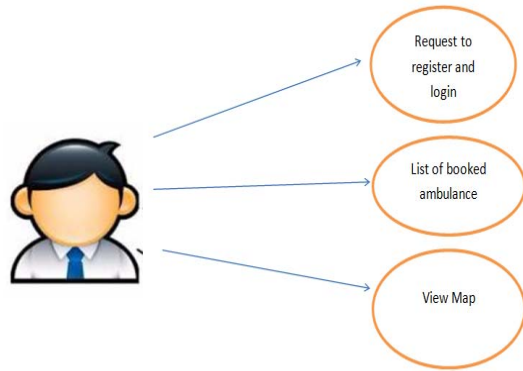 Request to
register and
login
List of booked
ambulance
View Map